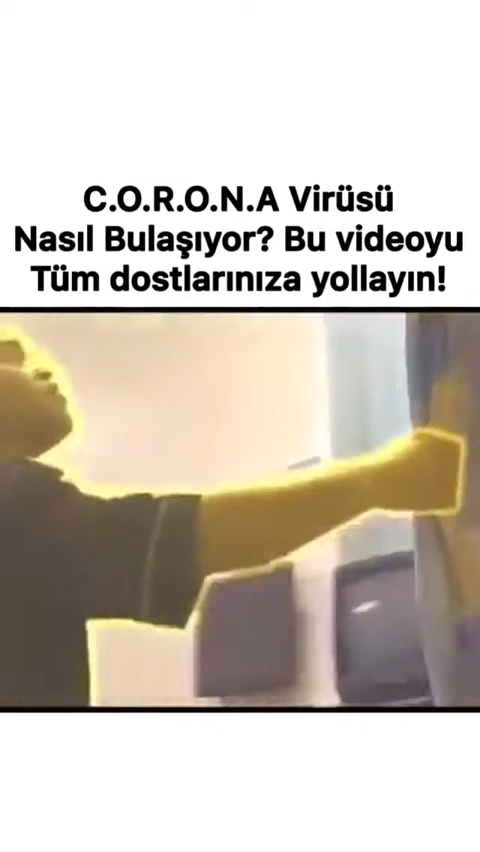 C.O.R.O.N.A Virüsü
Nasıl Bulaşıyor? Bu videoyu
Tüm dostlarınıza yollayın!